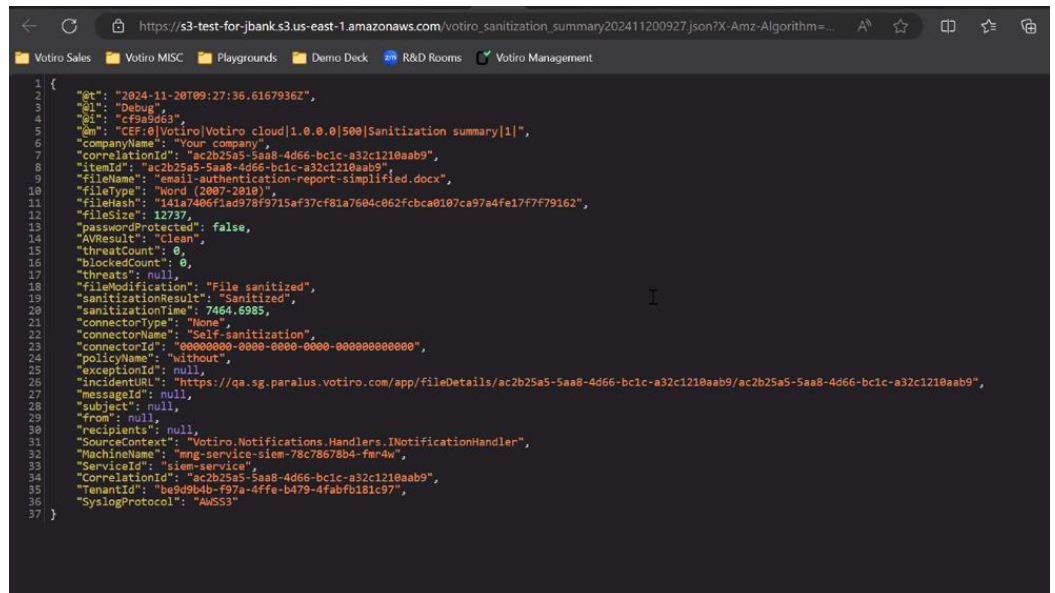 https://s3-test-for-jbank.s3.us-east-1.amazonaws.com/votiro_sanitization_summary202411200927.json?X-Amz-Algorithm=...
Votiro Sales Votiro MISC Playgrounds Demo Deck zm R&D Rooms Votiro Management
1 {
2 "@t": "2024-11-20T09:27:36.6167936Z",
3 "@l": "Debug",
4 "@i": "cf9a9d63",
5 "@m": "CEF:0|Votiro|Votiro cloud|1.0.0.0|500|Sanitization summary|1|",
6 "companyName": "Your company",
7 "correlationId": "ac2b25a5-5aa8-4d66-bc1c-a32c1210aab9",
8 "itemId": "ac2b25a5-5aa8-4d66-bc1c-a32c1210aab9",
9 "fileName": "email-authentication-report-simplified.docx",
10 "fileType": "Word (2007-2010)",
11 "fileHash": "141a7406f1ad978f9715af37cf81a7604c062fcbca0107ca97a4fe17f7f79162",
12 "fileSize": 12737,
13 "passwordProtected": false,
14 "AVResult": "Clean",
15 "threatCount": 0,
16 "blockedCount": 0,
17 "threats": null,
18 "fileModification": "File sanitized",
19 "sanitizationResult": "Sanitized",
20 "sanitizationTime": 7464.6985,
21 "connectorType": "None",
22 "connectorName": "Self-sanitization",
23 "connectorId": "00000000-0000-0000-0000-000000000000",
24 "policyName": "without",
25 "exceptionId": null,
26 "incidentURL": "https://qa.sg.paralus.votiro.com/app/fileDetails/ac2b25a5-5aa8-4d66-bc1c-a32c1210aab9/ac2b25a5-5aa8-4d66-bc1c-a32c1210aab9",
27 "messageId": null,
28 "subject": null,
29 "from": null,
30 "recipients": null,
31 "SourceContext": "Votiro.Notifications.Handlers.INotificationHandler",
32 "MachineName": "mng-service-siem-78c78678b4-fmr4w",
33 "ServiceId": "siem-service",
34 "CorrelationId": "ac2b25a5-5aa8-4d66-bc1c-a32c1210aab9",
35 "TenantId": "be9d9b4b-f97a-4ffe-b479-4fabfb181c97",
36 "SyslogProtocol": "AWSS3"
37 }